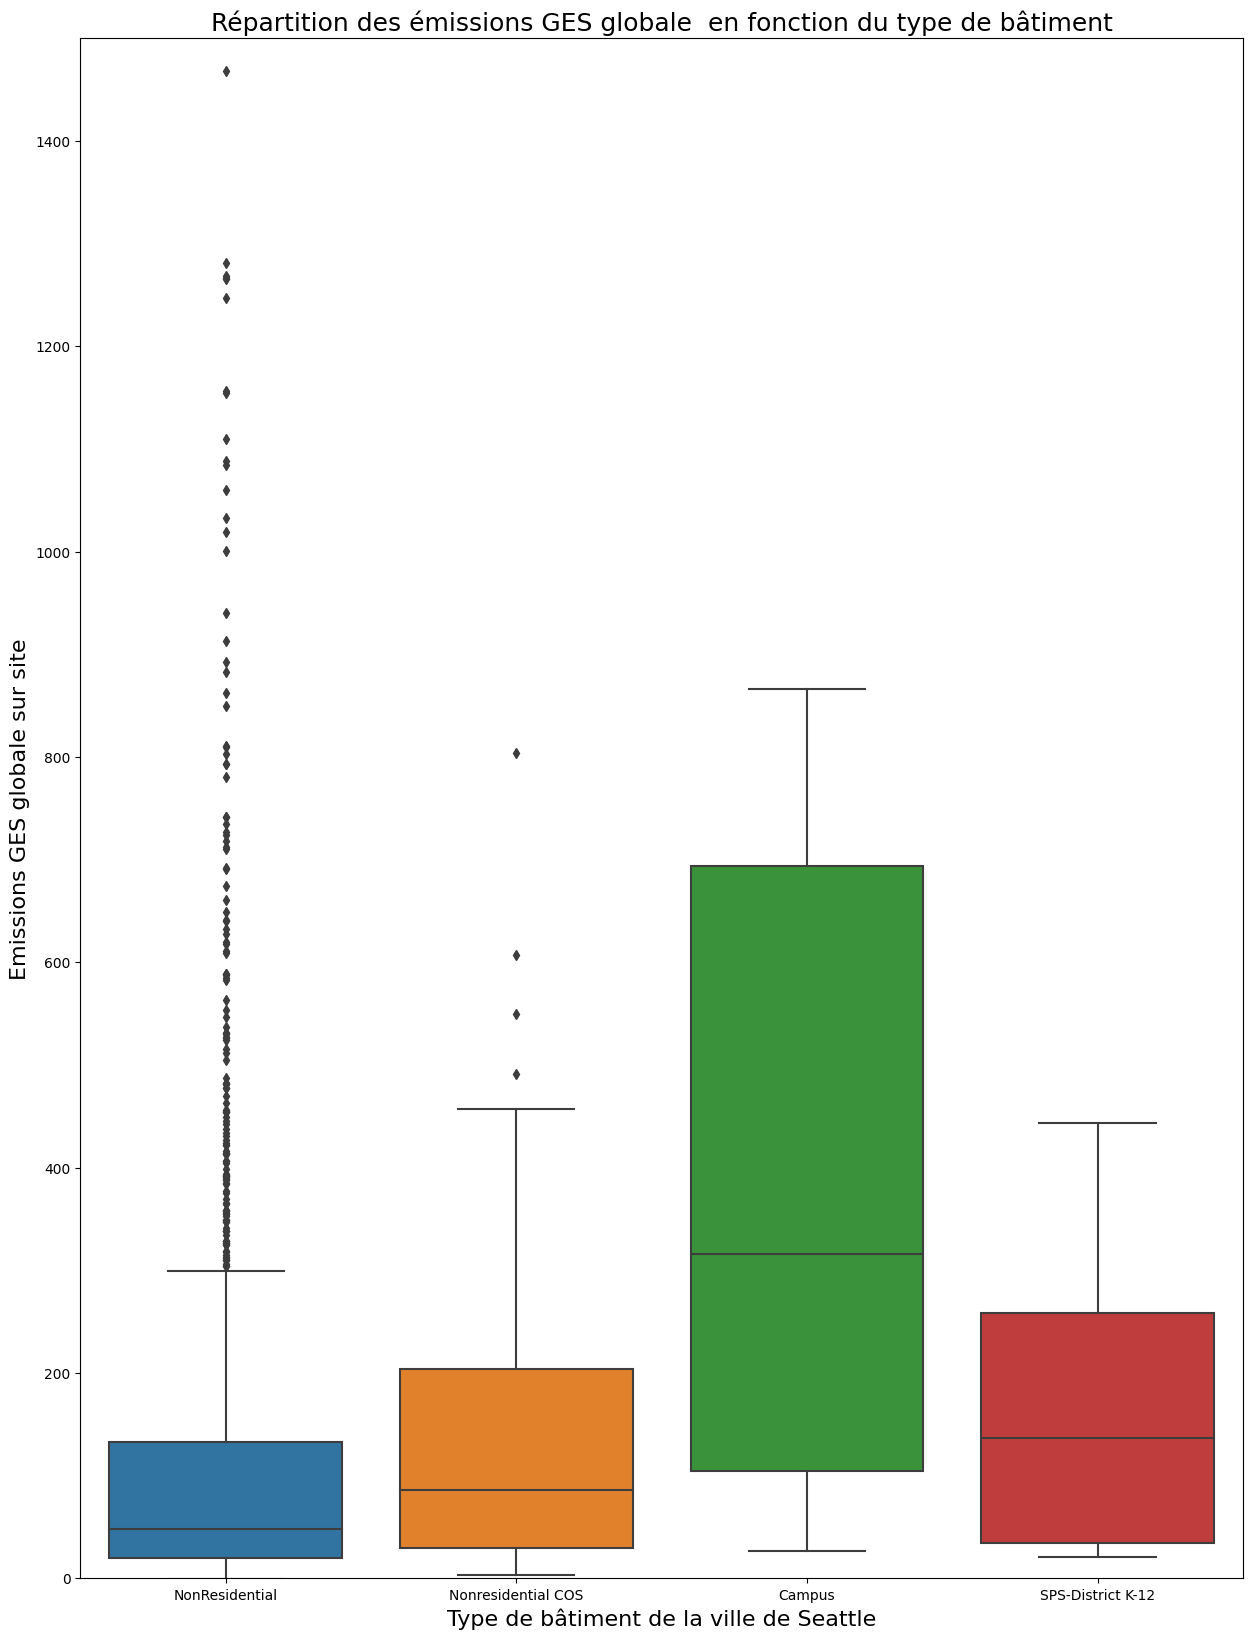 Répartition des émissions GES globale  en fonction du type de bâtiment
Emissions GES globale sur site
1400
1200
1000
800
600
400
200
0
NonResidential
Nonresidential COS
Campus
SPS-District K-12
Type de bâtiment de la ville de Seattle